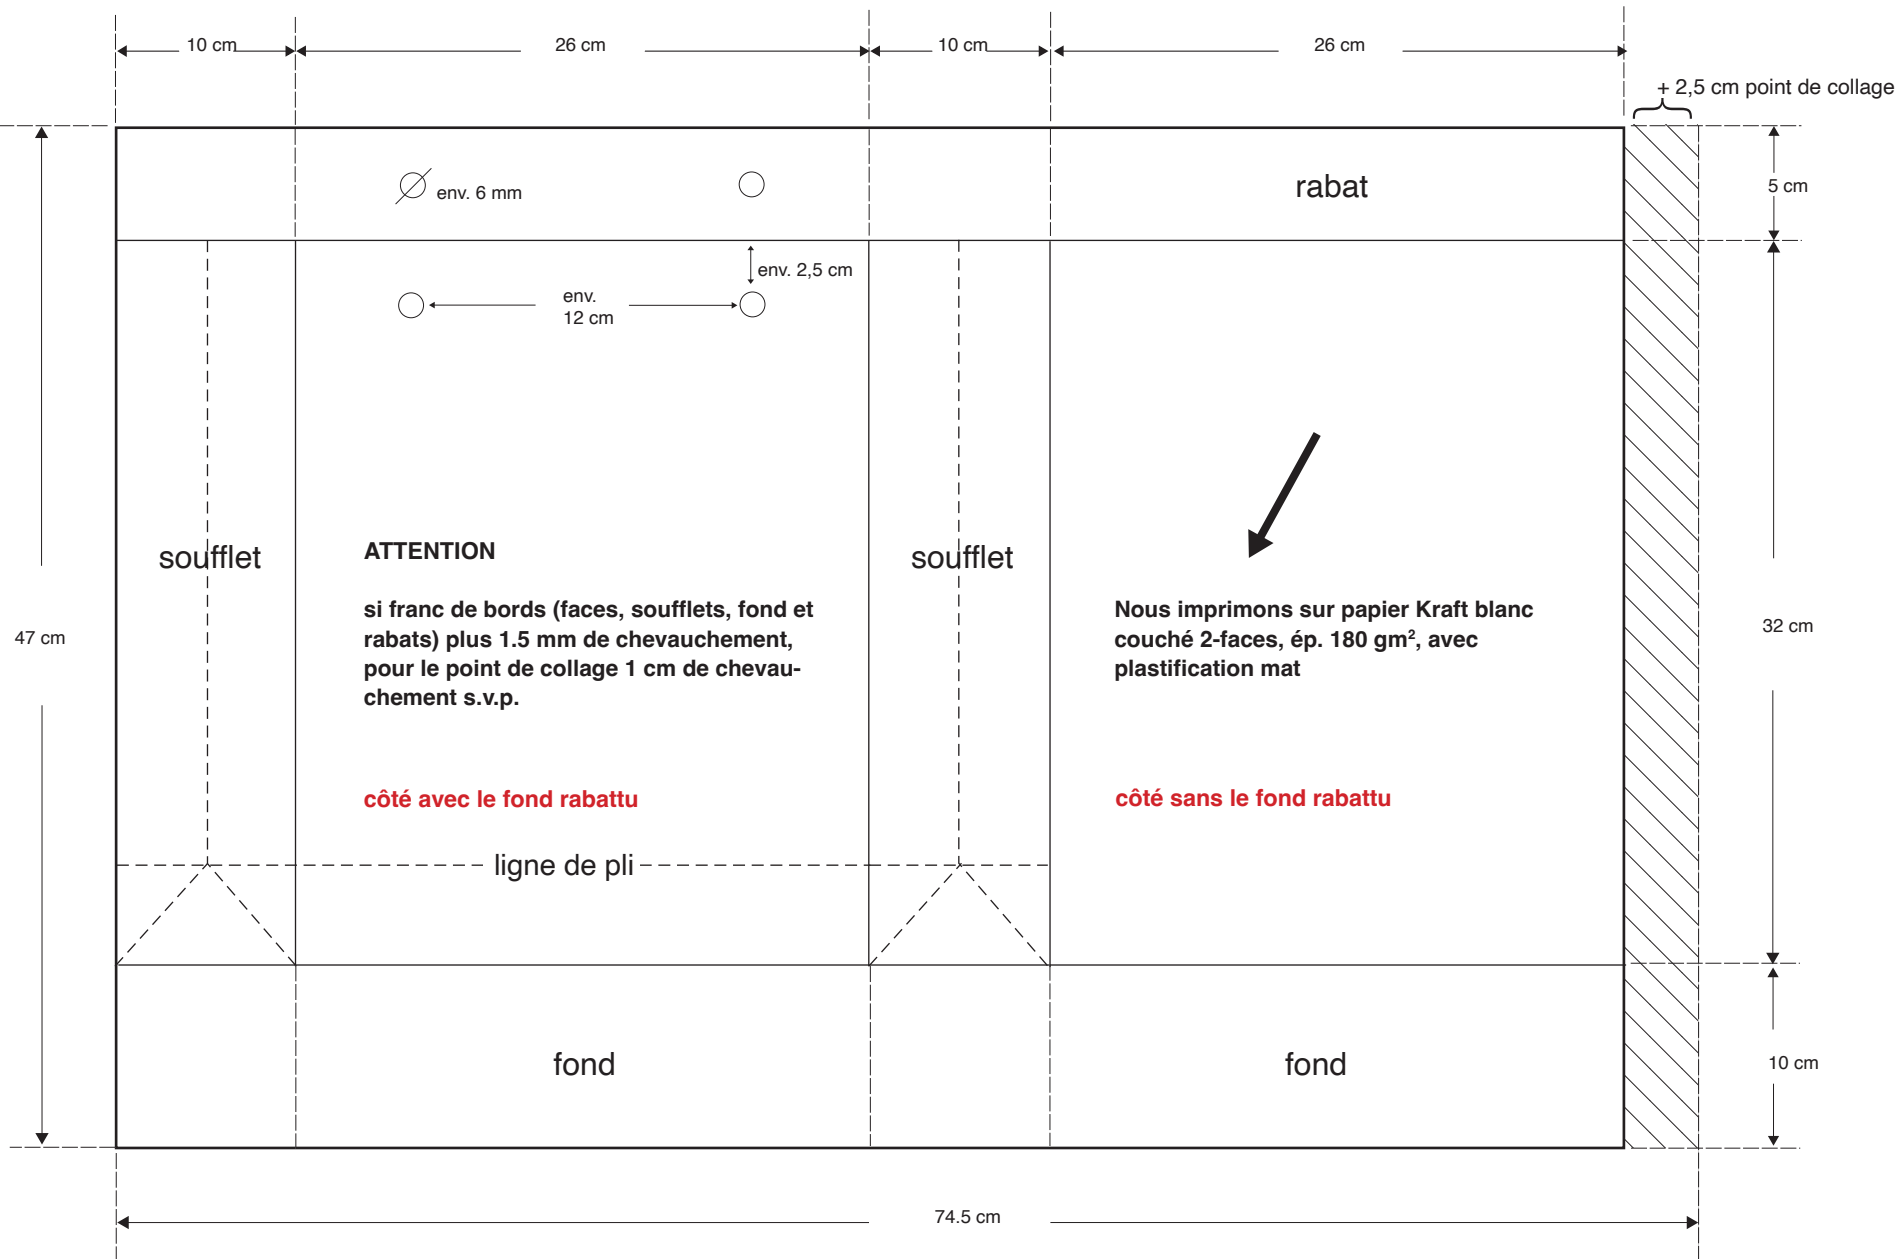 10 cm
26 cm
10 cm
26 cm
+ 2,5 cm point de collage
env. 6 mm
rabat
5 cm
env. 2,5 cm
env.
12 cm
soufflet
ATTENTION
si franc de bords (faces, soufflets, fond et
rabats) plus 1.5 mm de chevauchement,
pour le point de collage 1 cm de chevau-
chement s.v.p.
côté avec le fond rabattu
soufflet
Nous imprimons sur papier Kraft blanc
couché 2-faces, ép. 180 gm², avec
plastification mat
côté sans le fond rabattu
47 cm
32 cm
ligne de pli
fond
fond
10 cm
74.5 cm